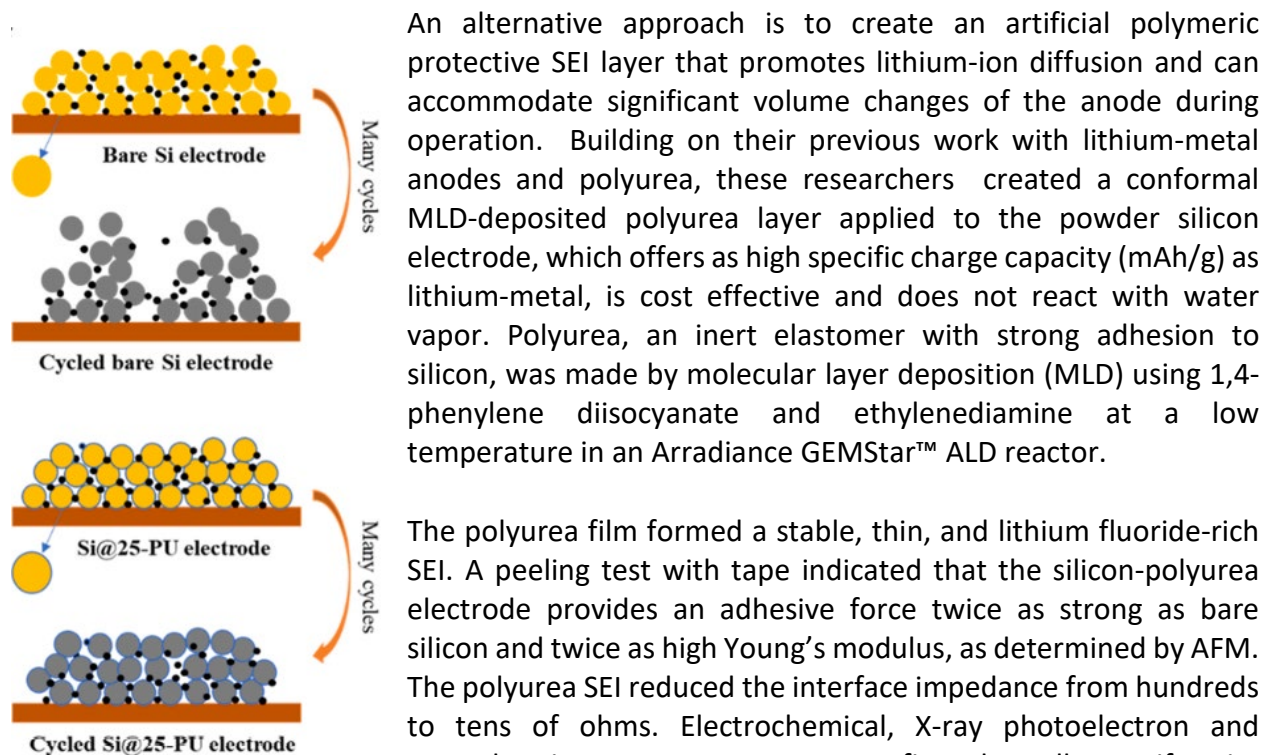 Bare Si electrode
Many cycles
Cycled bare Si electrode
Si@25-PU electrode
Many cycles
Cycled Si@25-PU electrode
An alternative approach is to create an artificial polymeric
protective SEI layer that promotes lithium-ion diffusion and can
accommodate significant volume changes of the anode during
operation. Building on their previous work with lithium-metal
anodes and polyurea, these researchers created a conformal
MLD-deposited polyurea layer applied to the powder silicon
electrode, which offers as high specific charge capacity (mAh/g) as
lithium-metal, is cost effective and does not react with water
vapor. Polyurea, an inert elastomer with strong adhesion to
silicon, was made by molecular layer deposition (MLD) using 1,4-
phenylene diisocyanate and ethylenediamine at a low
temperature in an Arradiance GEMStar™ ALD reactor.
The polyurea film formed a stable, thin, and lithium fluoride-rich
SEI. A peeling test with tape indicated that the silicon-polyurea
electrode provides an adhesive force twice as strong as bare
silicon and twice as high Young’s modulus, as determined by AFM.
The polyurea SEI reduced the interface impedance from hundreds
to tens of ohms. Electrochemical, X-ray photoelectron and